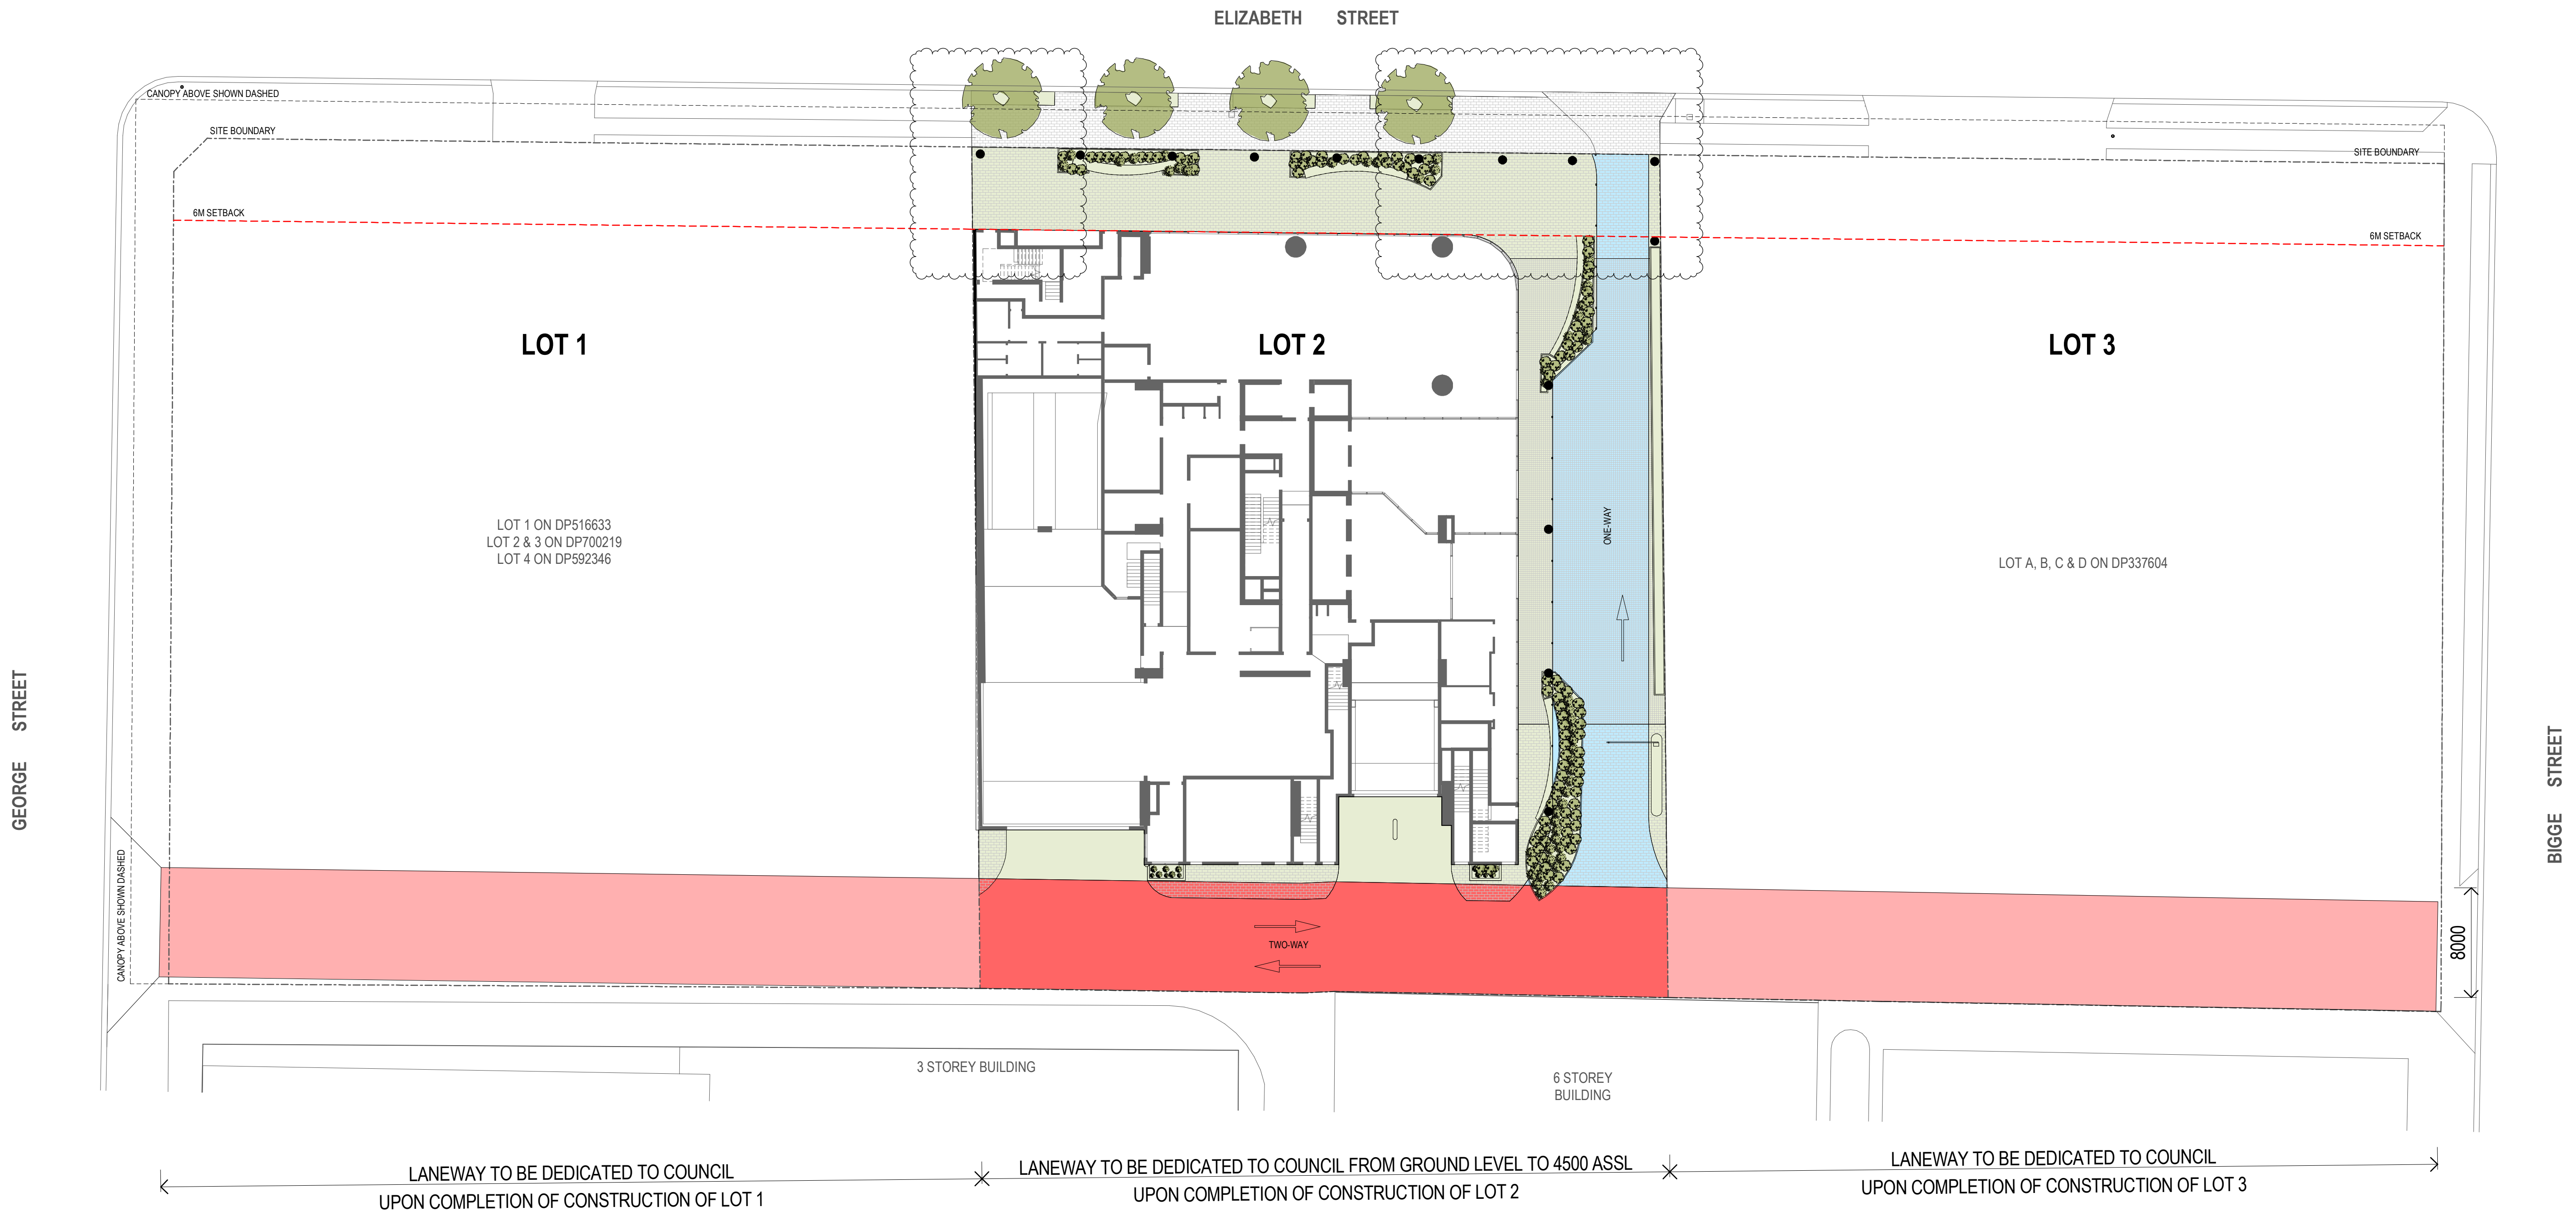 ELIZABETH STREET
CANOPY ABOVE SHOWN DASHED
SITE BOUNDARY
SITE BOUNDARY
6M SETBACK
6M SETBACK
LOT 1
LOT 2
LOT 3
LOT 1 ON DP516633
LOT 2 & 3 ON DP700219
LOT 4 ON DP592346
ONE-WAY
LOT A, B, C & D ON DP337604
GEORGE STREET
BIGGE STREET
CANOPY ABOVE SHOWN DASHED
TWO-WAY
8000
3 STOREY BUILDING
6 STOREY
BUILDING
LANEWAY TO BE DEDICATED TO COUNCIL
UPON COMPLETION OF CONSTRUCTION OF LOT 1
LANEWAY TO BE DEDICATED TO COUNCIL FROM GROUND LEVEL TO 4500 ASSL
UPON COMPLETION OF CONSTRUCTION OF LOT 2
LANEWAY TO BE DEDICATED TO COUNCIL
UPON COMPLETION OF CONSTRUCTION OF LOT 3